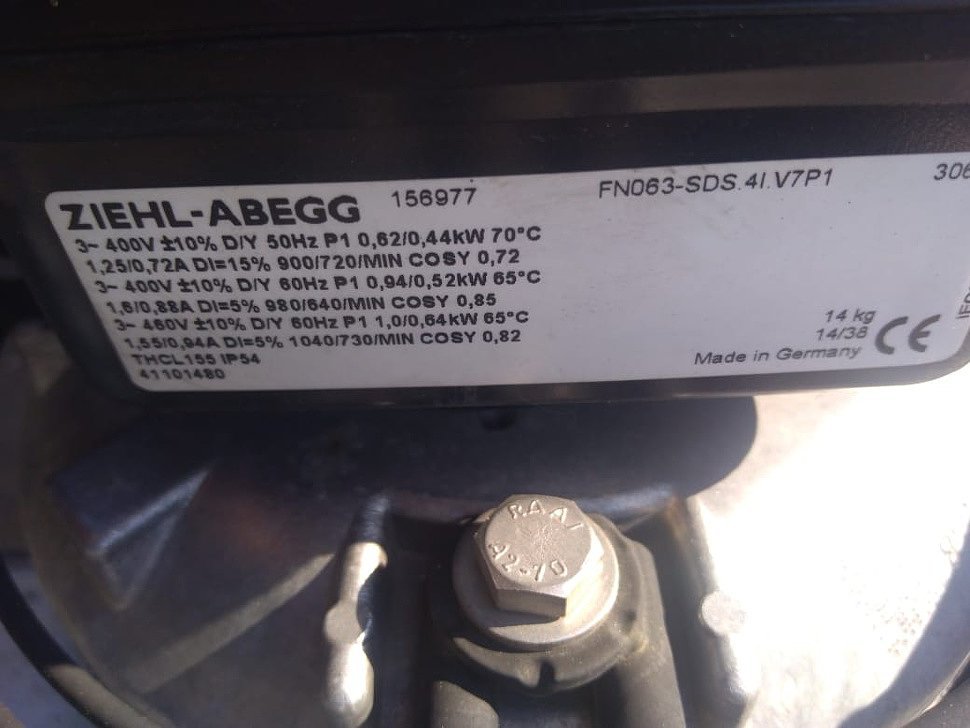 ZIEHL-ABEGG 156977 FN063-SDS.4I.V7P1 306
3~ 400V ±10% D/Y 50Hz P1 0,62/0,44kW 70°C
1,25/0,72A DI=15% 900/720/MIN COSY 0,72
3~ 400V ±10% D/Y 60Hz P1 0,94/0,52kW 65°C
1,6/0,88A DI=5% 980/640/MIN COSY 0,85
3~ 460V ±10% D/Y 60Hz P1 1,0/0,64kW 65°C
1,55/0,94A DI=5% 1040/730/MIN COSY 0,82
THCL155 IP54
41101480
14 kg
14/38
Made in Germany
CE
A2-70